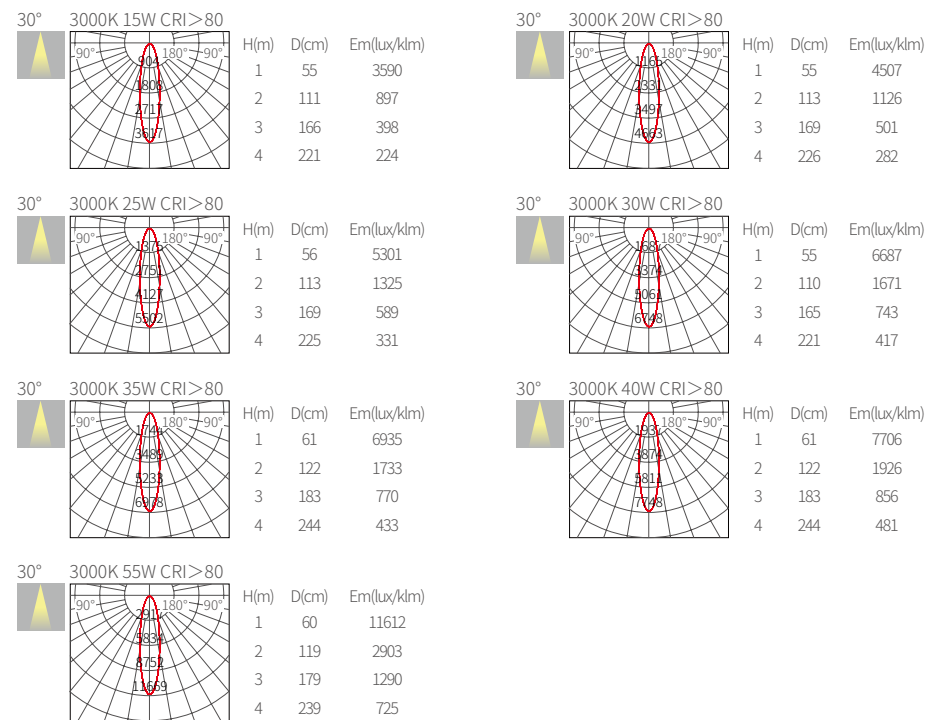 30° 3000K 15W CRI＞80
90° 180° 90°
904
1808
2717
3617
H(m) D(cm) Em(lux/klm)
1 55 3590
2 111 897
3 166 398
4 221 224
30° 3000K 20W CRI＞80
90° 180° 90°
3497
4663
H(m) D(cm) Em(lux/klm)
1 55 4507
2 113 1126
3 169 501
4 226 282
30° 3000K 25W CRI＞80
90° 180° 90°
1375
2751
4127
5502
H(m) D(cm) Em(lux/klm)
1 56 5301
2 113 1325
3 169 589
4 225 331
30° 3000K 30W CRI＞80
90° 180° 90°
1687
3374
5061
6748
H(m) D(cm) Em(lux/klm)
1 55 6687
2 110 1671
3 165 743
4 221 417
30° 3000K 35W CRI＞80
90° 180° 90°
1744
3489
5233
6978
H(m) D(cm) Em(lux/klm)
1 61 6935
2 122 1733
3 183 770
4 244 433
30° 3000K 40W CRI＞80
90° 180° 90°
1937
3874
5811
7748
H(m) D(cm) Em(lux/klm)
1 61 7706
2 122 1926
3 183 856
4 244 481
30° 3000K 55W CRI＞80
90° 180° 90°
2917
5834
8752
11669
H(m) D(cm) Em(lux/klm)
1 60 11612
2 119 2903
3 179 1290
4 239 725